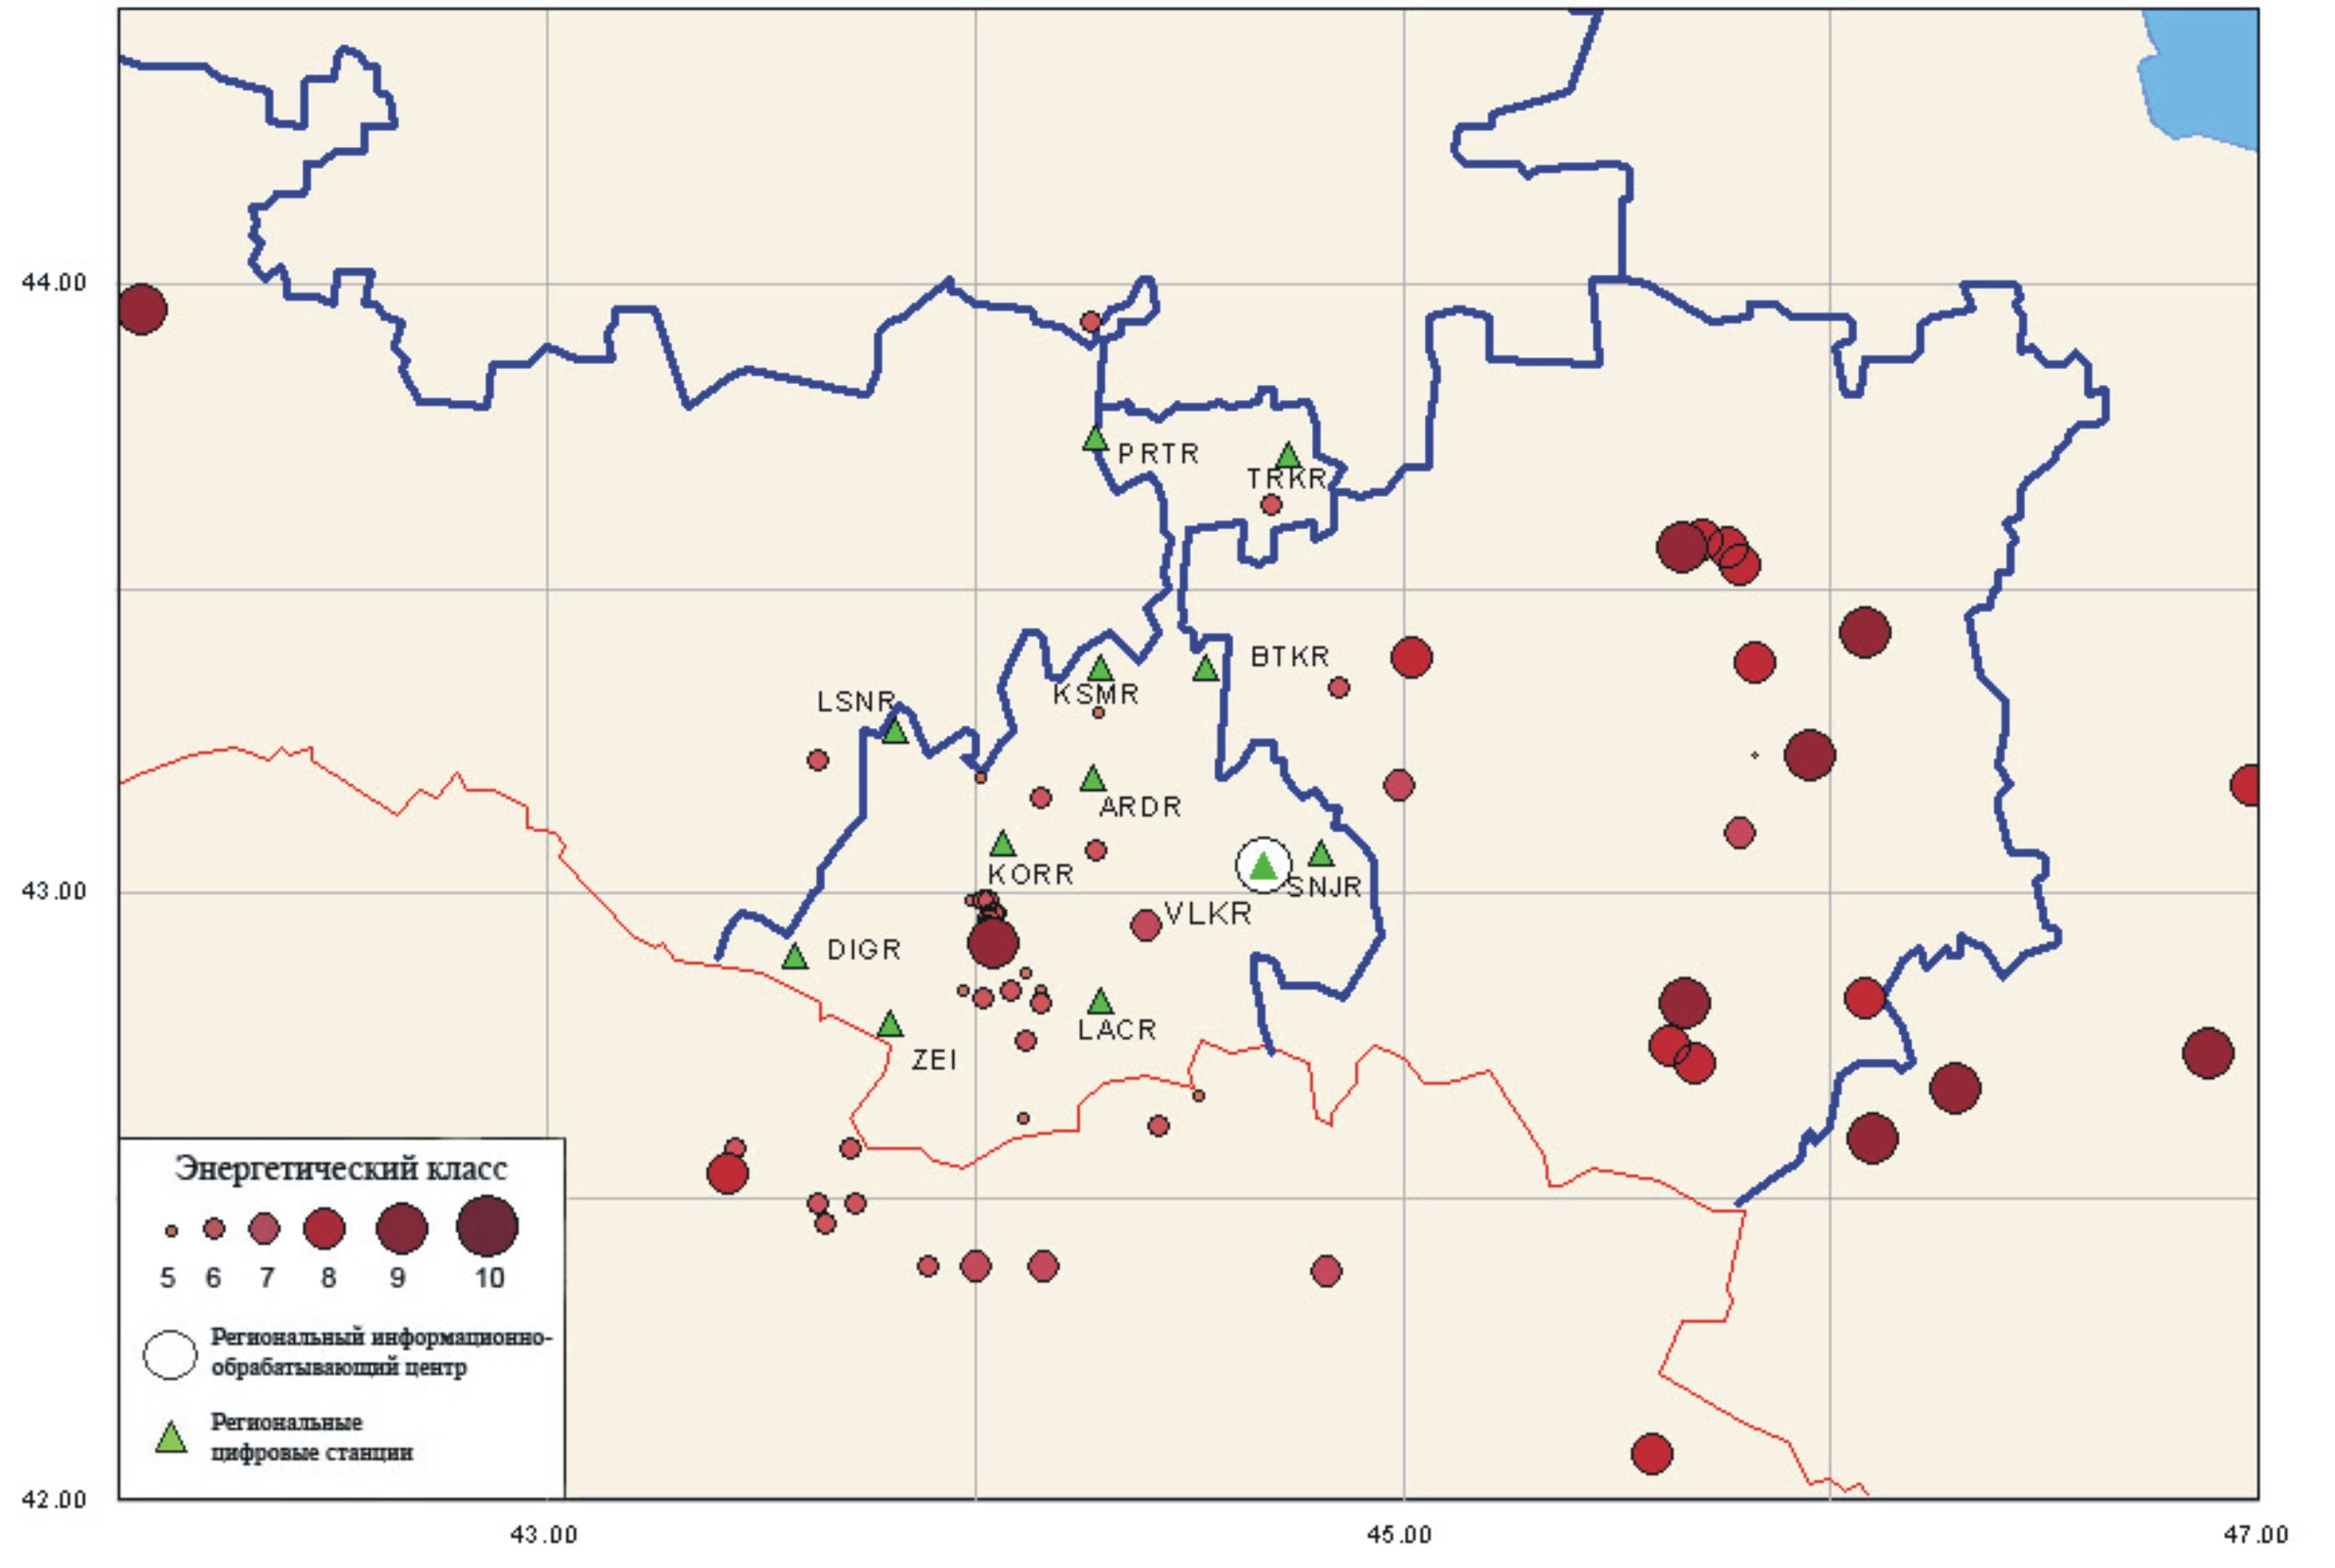 44.00
PRTR
TRKR
BTKR
KSMR
LSNR
ARDR
KORR
SNJR
43.00
VLKR
DIGR
LACR
ZEI
Энергетический класс
5 6 7 8 9 10
Региональный информационно-
обрабатывающий центр
Региональные
цифровые станции
42.00
43.00 45.00 47.00